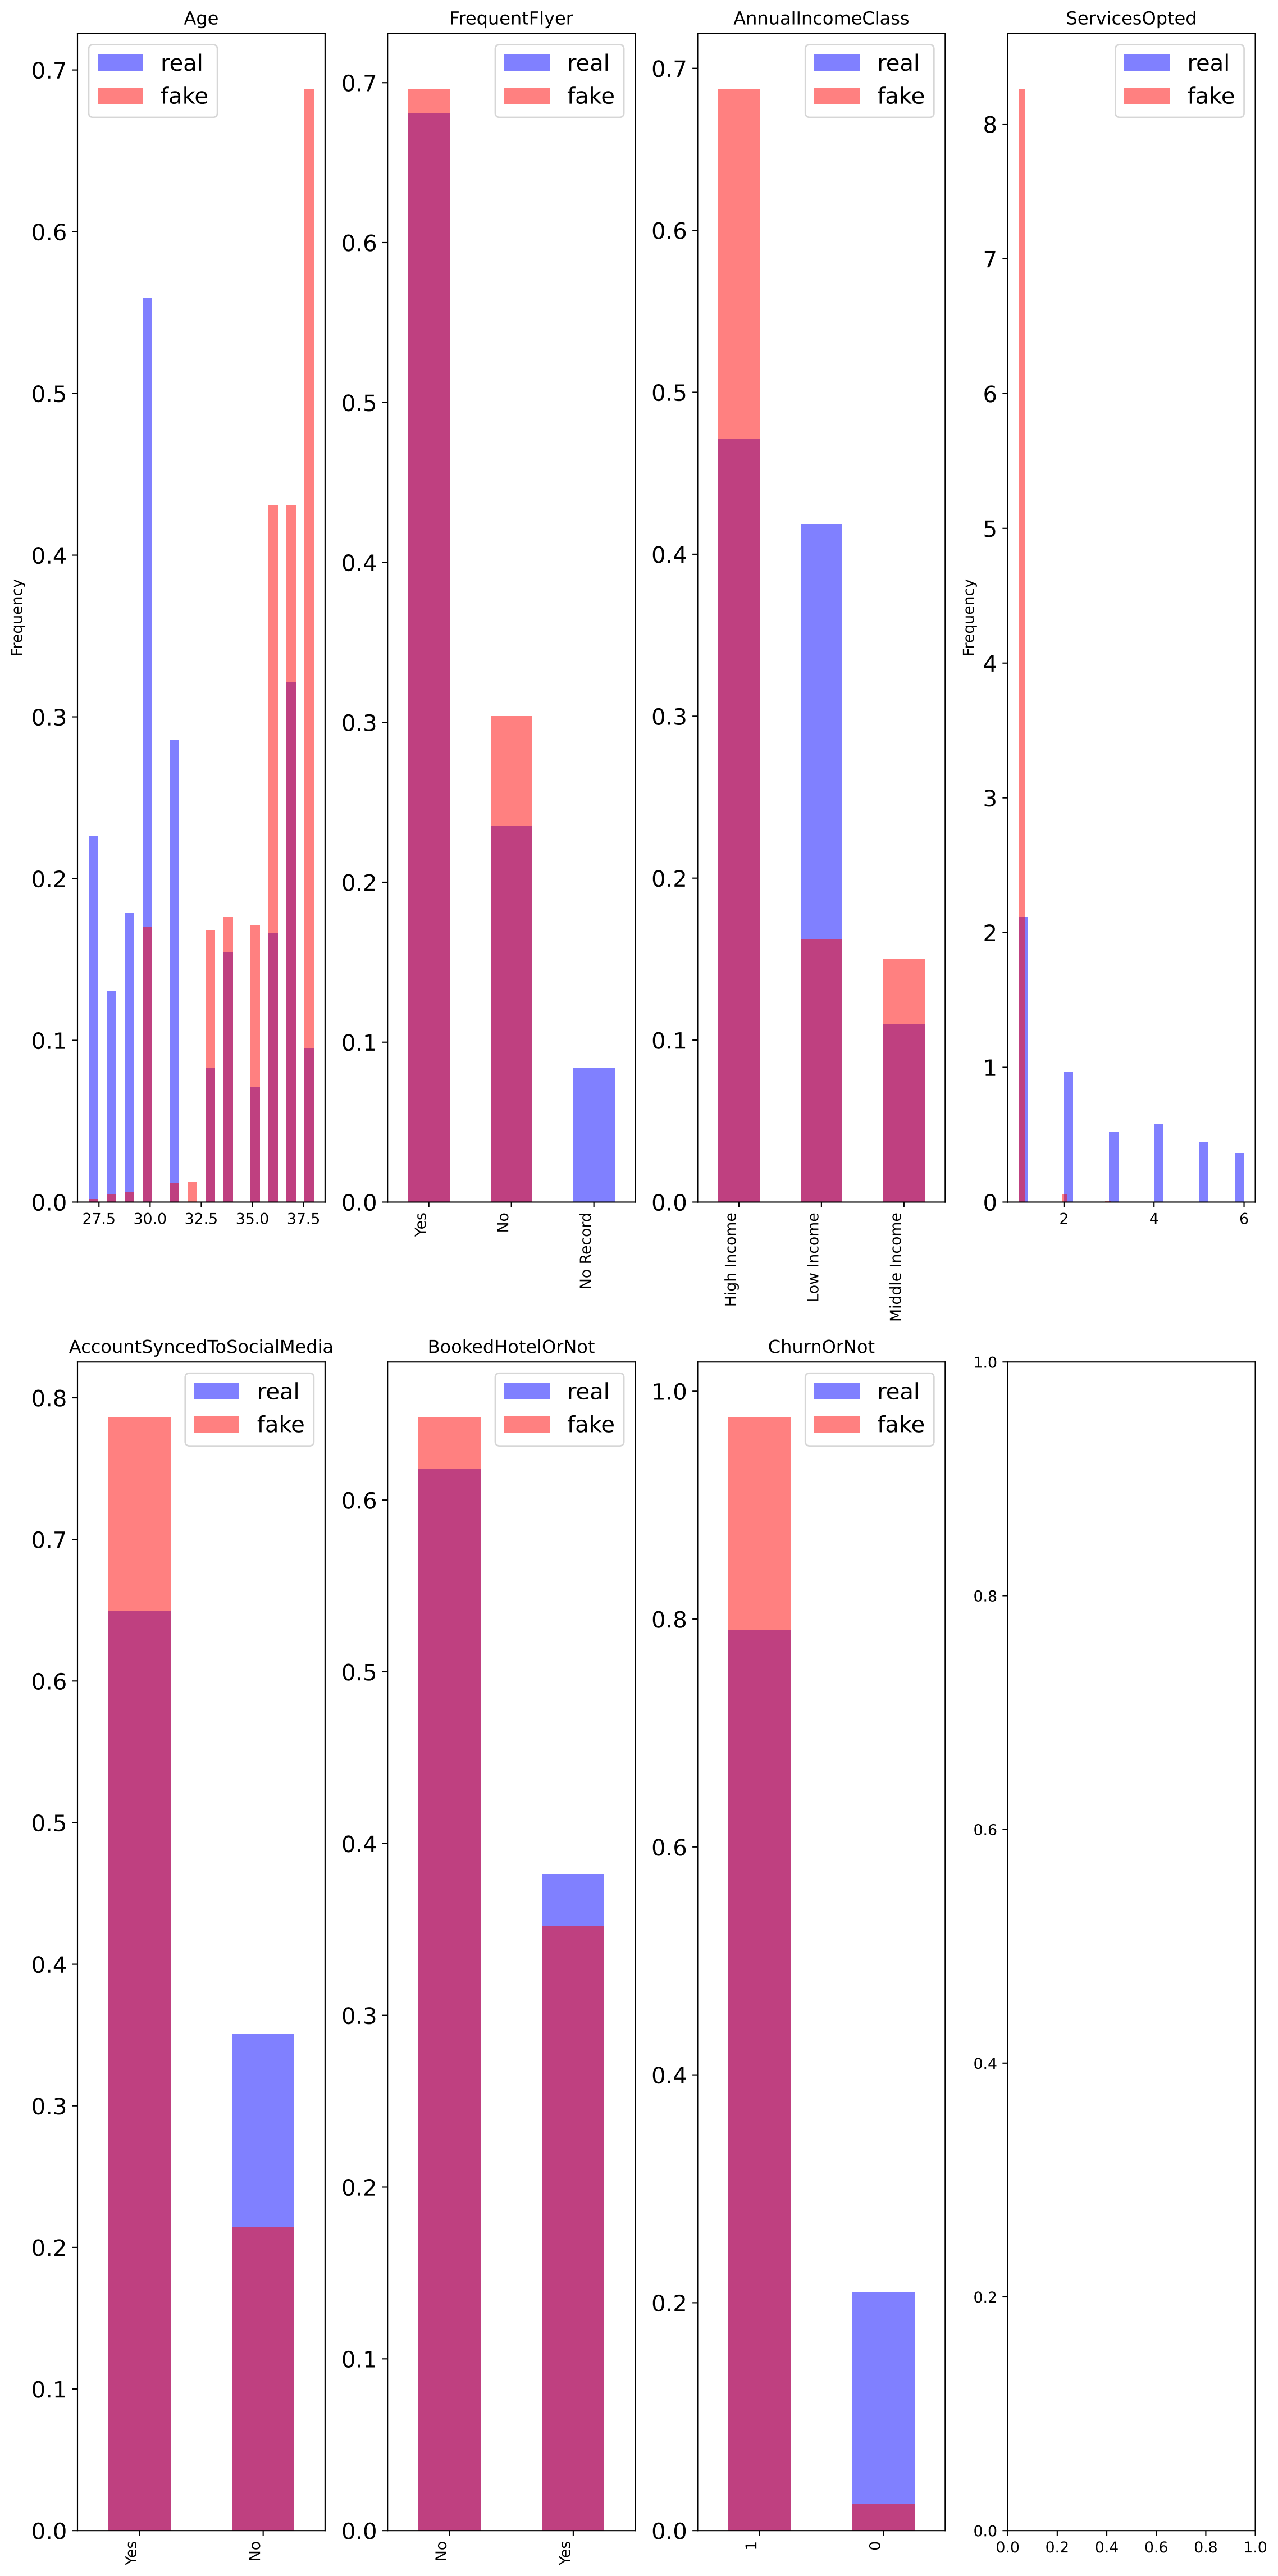 Age
real
fake
0.7
0.6
0.5
0.4
0.3
0.2
0.1
0.0
Frequency
27.5 30.0 32.5 35.0 37.5
FrequentFlyer
real
fake
0.7
0.6
0.5
0.4
0.3
0.2
0.1
0.0
Yes
No
No Record
AnnualIncomeClass
real
fake
0.7
0.6
0.5
0.4
0.3
0.2
0.1
0.0
High Income
Low Income
Middle Income
ServicesOpted
real
fake
8
7
6
5
4
3
2
1
0
Frequency
2 4 6
AccountSyncedToSocialMedia
real
fake
0.8
0.7
0.6
0.5
0.4
0.3
0.2
0.1
0.0
Yes
No
BookedHotelOrNot
real
fake
0.6
0.5
0.4
0.3
0.2
0.1
0.0
No
Yes
ChurnOrNot
real
fake
1.0
0.8
0.6
0.4
0.2
0.0
1
0
1.0
0.8
0.6
0.4
0.2
0.0
0.0 0.2 0.4 0.6 0.8 1.0